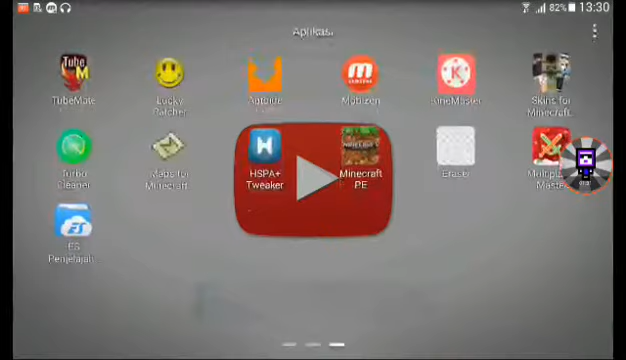 82% 13:30
Aplikasi
TubeMate
Lucky
Patcher
Aptoide
Mobizen
KineMaster
Skins for
Minecraft
Turbo
Cleaner
Maps for
Minecraft
HSPA+
Tweaker
Minecraft
PE
Eraser
Master
ES
Penjelajah